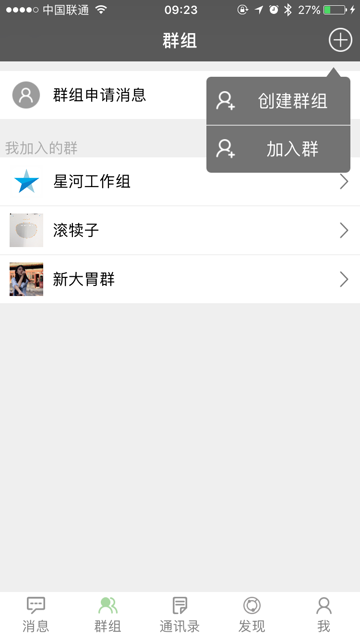 中国联通 09:23 27%
群组
群组申请消息
创建群组
加入群
我加入的群
星河工作组
滚犊子
新大胃群
消息 群组 通讯录 发现 我